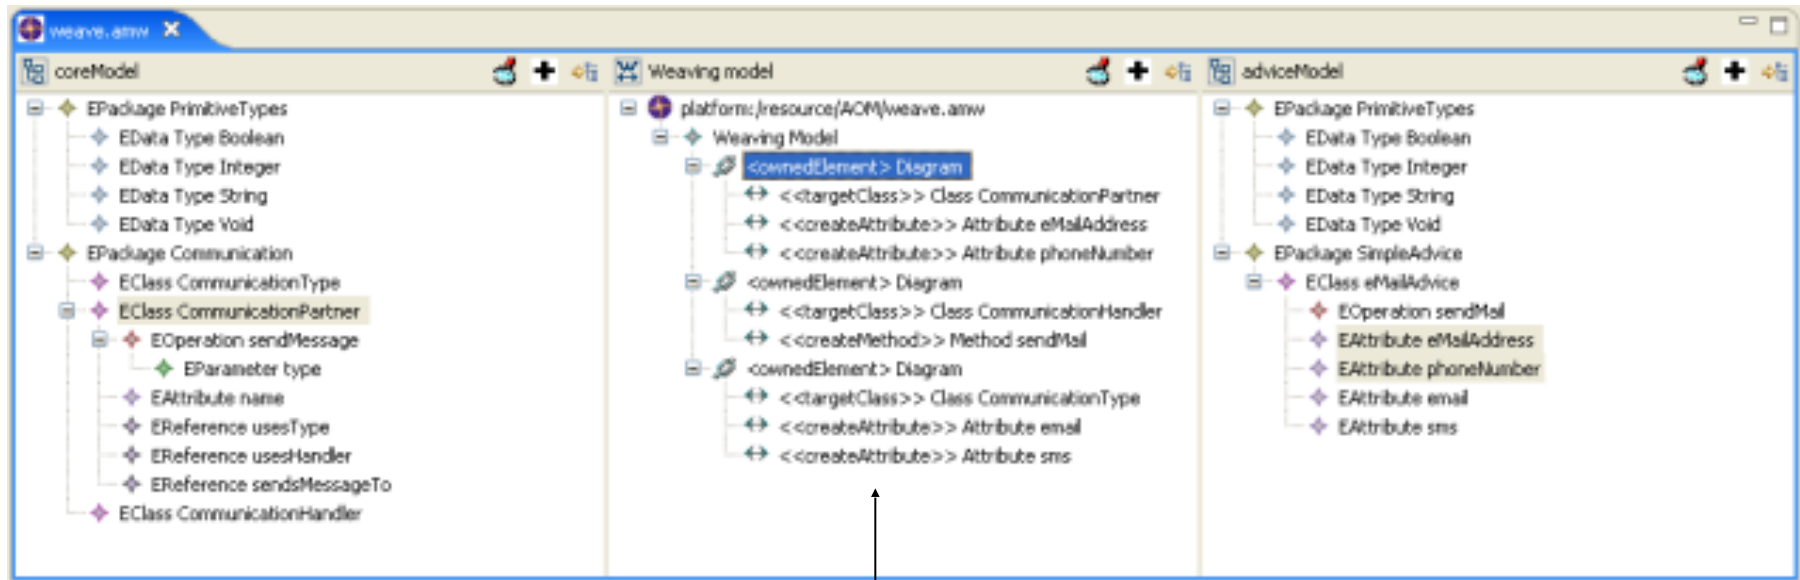 weave.amw
coreModel
EPackage PrimitiveTypes
EData Type Boolean
EData Type Integer
EData Type String
EData Type Void
EPackage Communication
EClass CommunicationType
EClass CommunicationPartner
EOperation sendMessage
EParameter type
EAttribute name
EReference usesType
EReference usesHandler
EReference sendsMessageTo
EClass CommunicationHandler
Weaving model
platform:/resource/AOM/weave.amw
Weaving Model
<ownedElement> Diagram
<<targetClass>> Class CommunicationPartner
<<createAttribute>> Attribute eMailAddress
<<createAttribute>> Attribute phoneNumber
<ownedElement> Diagram
<<targetClass>> Class CommunicationHandler
<<createMethod>> Method sendMail
<ownedElement> Diagram
<<targetClass>> Class CommunicationType
<<createAttribute>> Attribute email
<<createAttribute>> Attribute sms
adviceModel
EPackage PrimitiveTypes
EData Type Boolean
EData Type Integer
EData Type String
EData Type Void
EPackage SimpleAdvice
EClass eMailAdvice
EOperation sendMail
EAttribute eMailAddress
EAttribute phoneNumber
EAttribute email
EAttribute sms